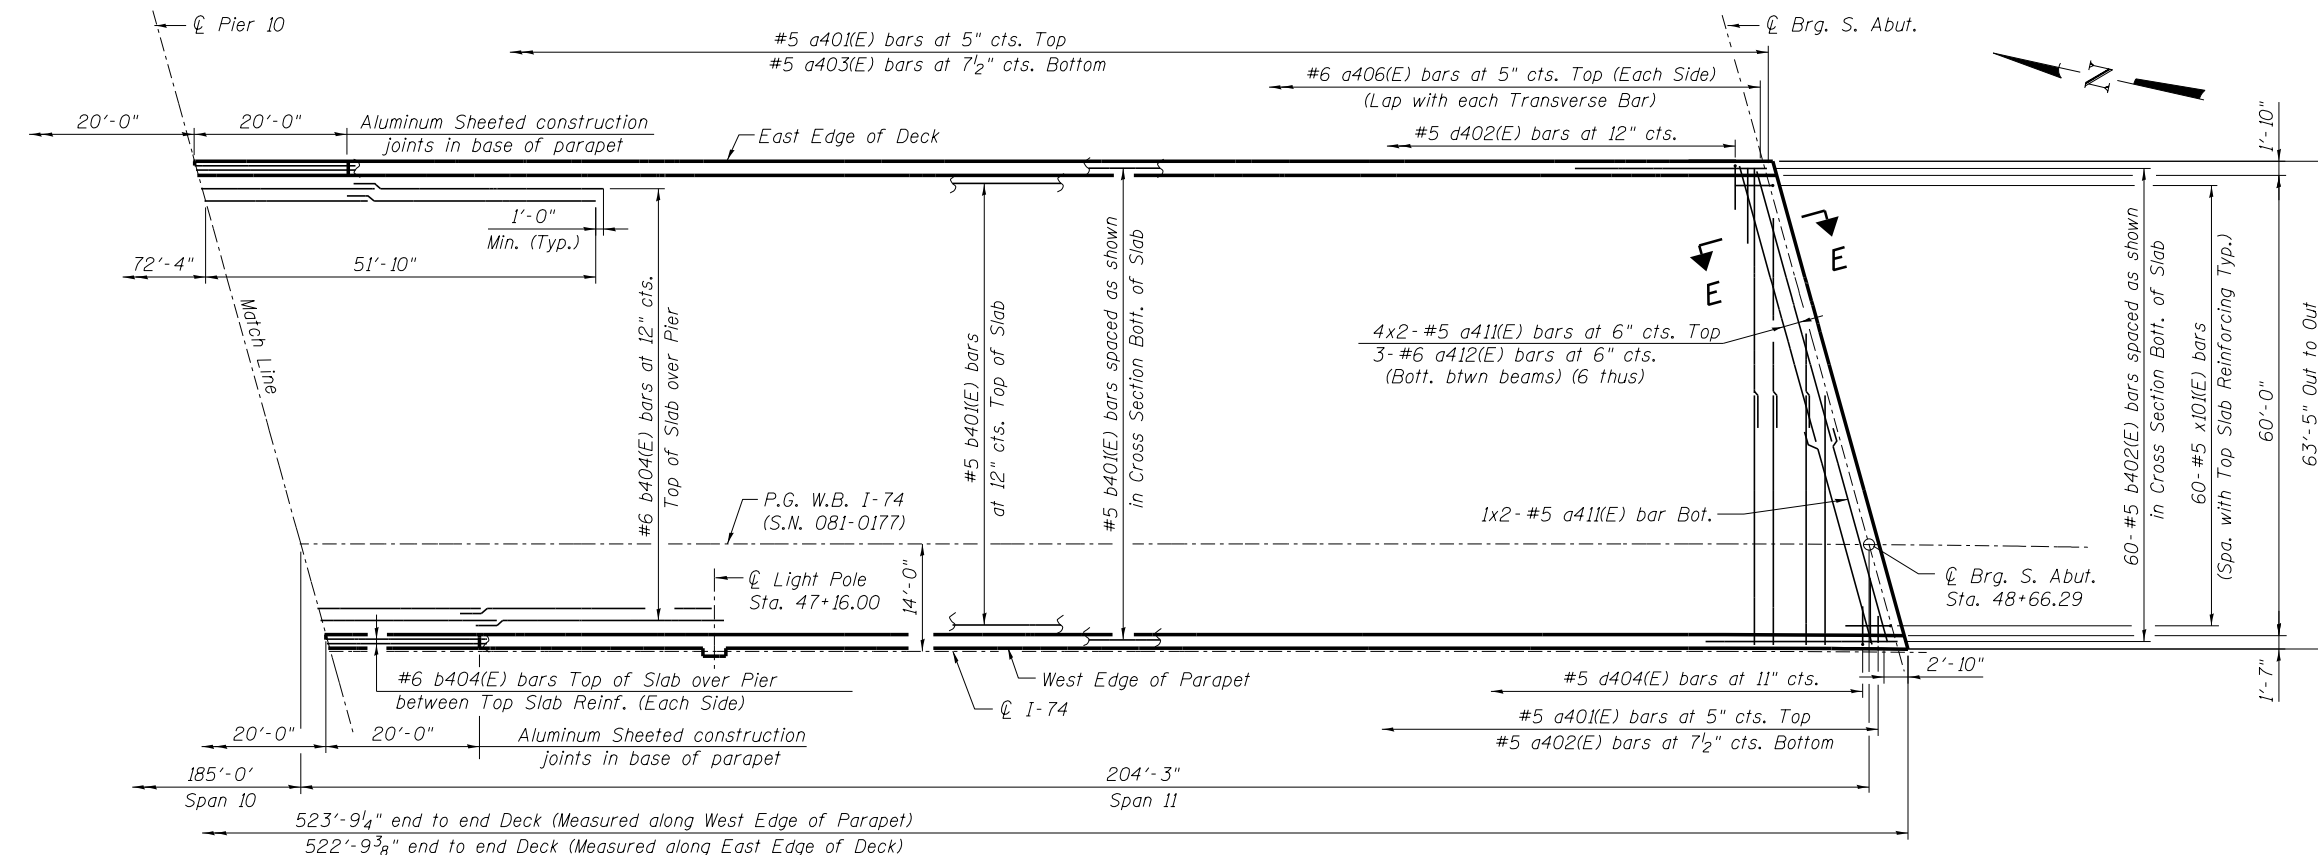 ℄ Pier 10
#5 a401(E) bars at 5" cts. Top
#5 a403(E) bars at 7½" cts. Bottom
℄ Brg. S. Abut.
#6 a406(E) bars at 5" cts. Top (Each Side)
(Lap with each Transverse Bar)
N
20'-0"
20'-0"
Aluminum Sheeted construction
joints in base of parapet
East Edge of Deck
#5 d402(E) bars at 12" cts.
1'-10"
1'-0"
Min. (Typ.)
72'-4"
51'-10"
Match Line
#6 b404(E) bars at 12" cts.
Top of Slab over Pier
#5 b401(E) bars
at 12" cts. Top of Slab
#5 b401(E) bars spaced as shown
in Cross Section Bott. of Slab
E
E
4x2-#5 a411(E) bars at 6" cts. Top
3-#6 a412(E) bars at 6" cts.
(Bott. btwn beams) (6 thus)
60-#5 b402(E) bars spaced as shown
in Cross Section Bott. of Slab
60-#5 x101(E) bars
(Spa. with Top Slab Reinforcing Typ.)
60'-0"
63'-5" Out to Out
P.G. W.B. I-74
(S.N. 081-0177)
1x2-#5 a411(E) bar Bot.
℄ Light Pole
Sta. 47+16.00
14'-0"
℄ Brg. S. Abut.
Sta. 48+66.29
#6 b404(E) bars Top of Slab over Pier
between Top Slab Reinf. (Each Side)
West Edge of Parapet
℄ I-74
#5 d404(E) bars at 11" cts.
2'-10"
1'-7"
20'-0"
20'-0"
Aluminum Sheeted construction
joints in base of parapet
#5 a401(E) bars at 5" cts. Top
#5 a402(E) bars at 7½" cts. Bottom
185'-0'
Span 10
204'-3"
Span 11
523'-9¼" end to end Deck (Measured along West Edge of Parapet)
522'-9⅜" end to end Deck (Measured along East Edge of Deck)